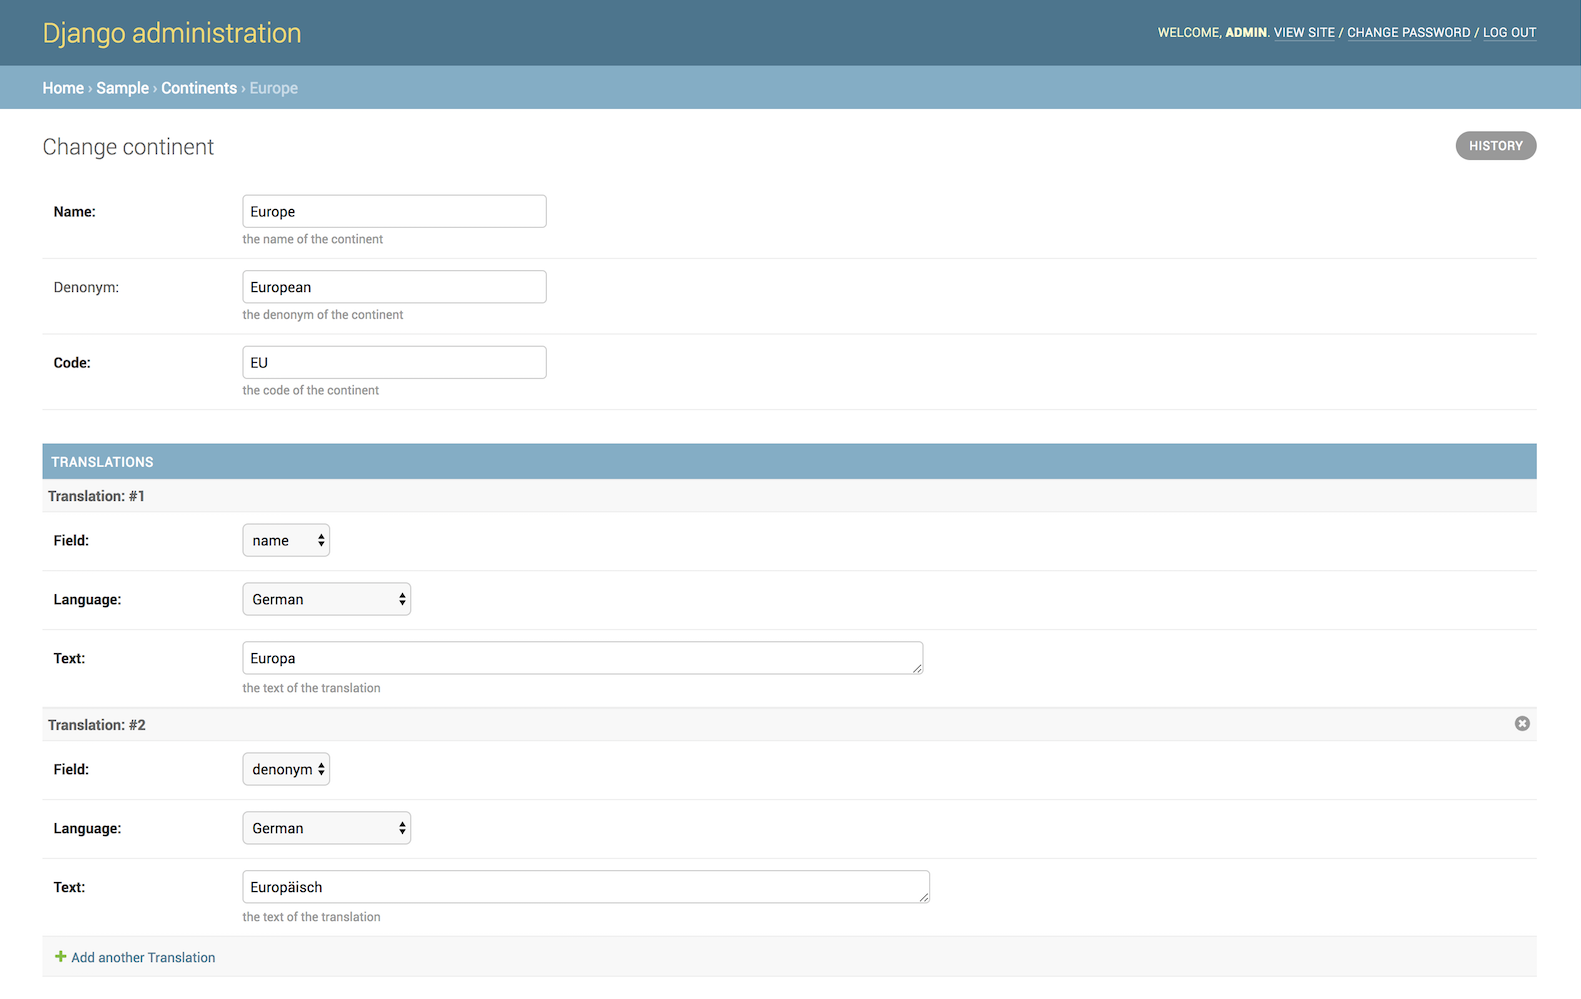 Django administration
WELCOME, ADMIN. VIEW SITE / CHANGE PASSWORD / LOG OUT
Home › Sample › Continents › Europe
Change continent
HISTORY
Name:
Europe
the name of the continent
Denonym:
European
the denonym of the continent
Code:
EU
the code of the continent
TRANSLATIONS
Translation: #1
Field:
name
Language:
German
Text:
Europa
the text of the translation
Translation: #2
Field:
denonym
Language:
German
Text:
Europäisch
the text of the translation
Add another Translation